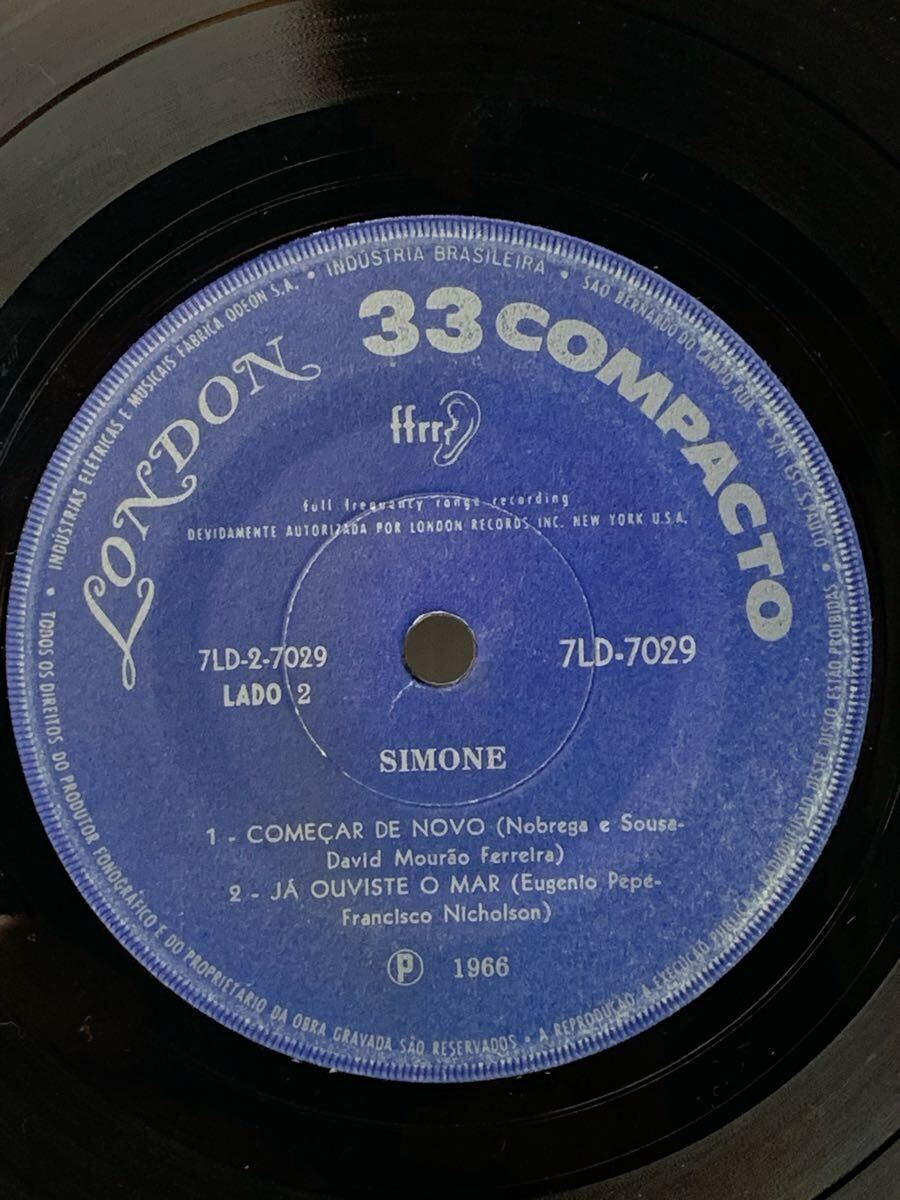 INDÚSTRIAS ELÉTRICAS E MUSICAIS FÁBRICA ODEON S.A. • INDÚSTRIA BRASILEIRA • SÃO BERNARDO DO CAMPO,
LONDON
33 COMPACTO
ffrr
full frequency range recording
DEVIDAMENTE AUTORIZADA POR LONDON RECORDS INC. NEW YORK U.S.A.
7LD-2-7029
LADO 2
7LD-7029
SIMONE
1 - COMEÇAR DE NOVO (Nobrega e Sousa-
David Mourão Ferreira)
2 - JÁ OUVISTE O MAR (Eugenio Pepe-
Francisco Nicholson)
Ⓟ 1966
• TODOS OS DIREITOS DO PRODUTOR FONOGRÁFICO E DO PROPRIETÁRIO DA OBRA GRAVADA SÃO RESERVADOS • A REPRODUÇÃO, A EXECUÇÃO DESTE DISCO ESTÃO PROIBIDAS •